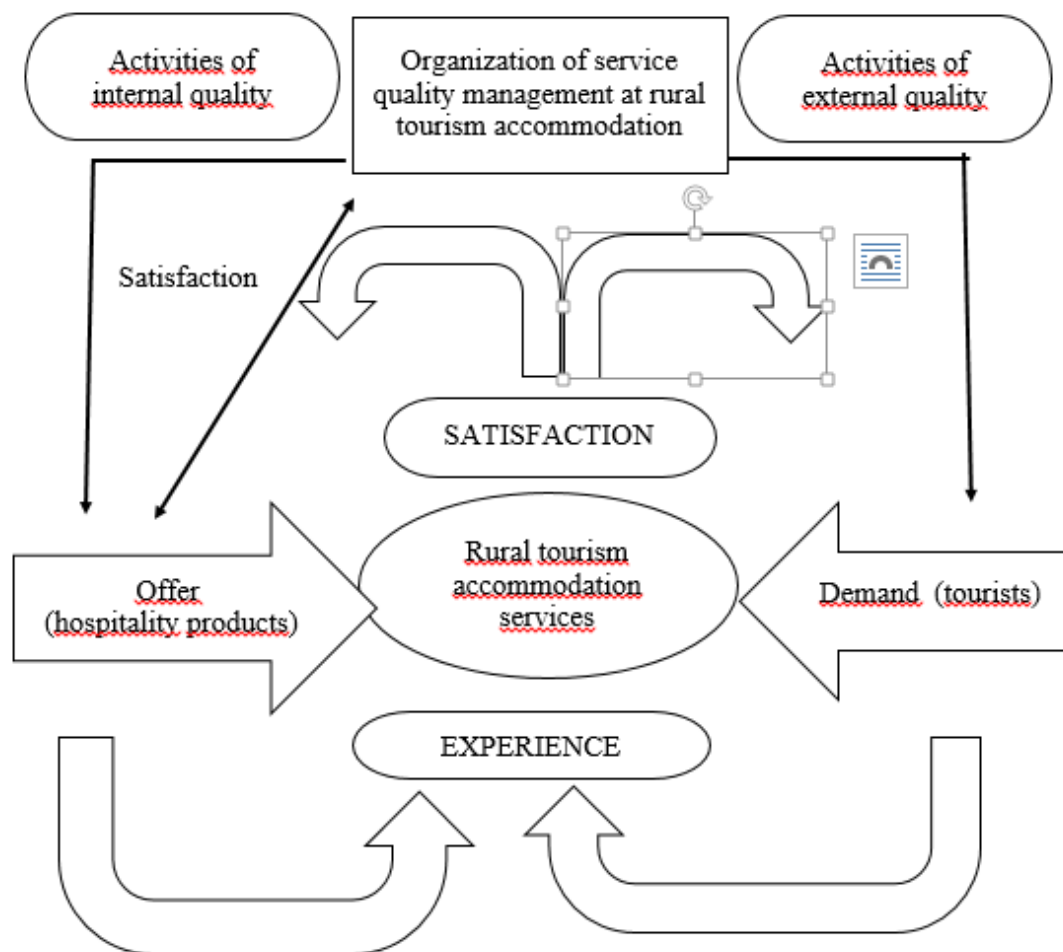 Activities of
internal quality
Organization of service
quality management at rural
tourism accommodation
Activities of
external quality
Satisfaction
SATISFACTION
Rural tourism
accommodation
services
Offer
(hospitality products)
Demand (tourists)
EXPERIENCE